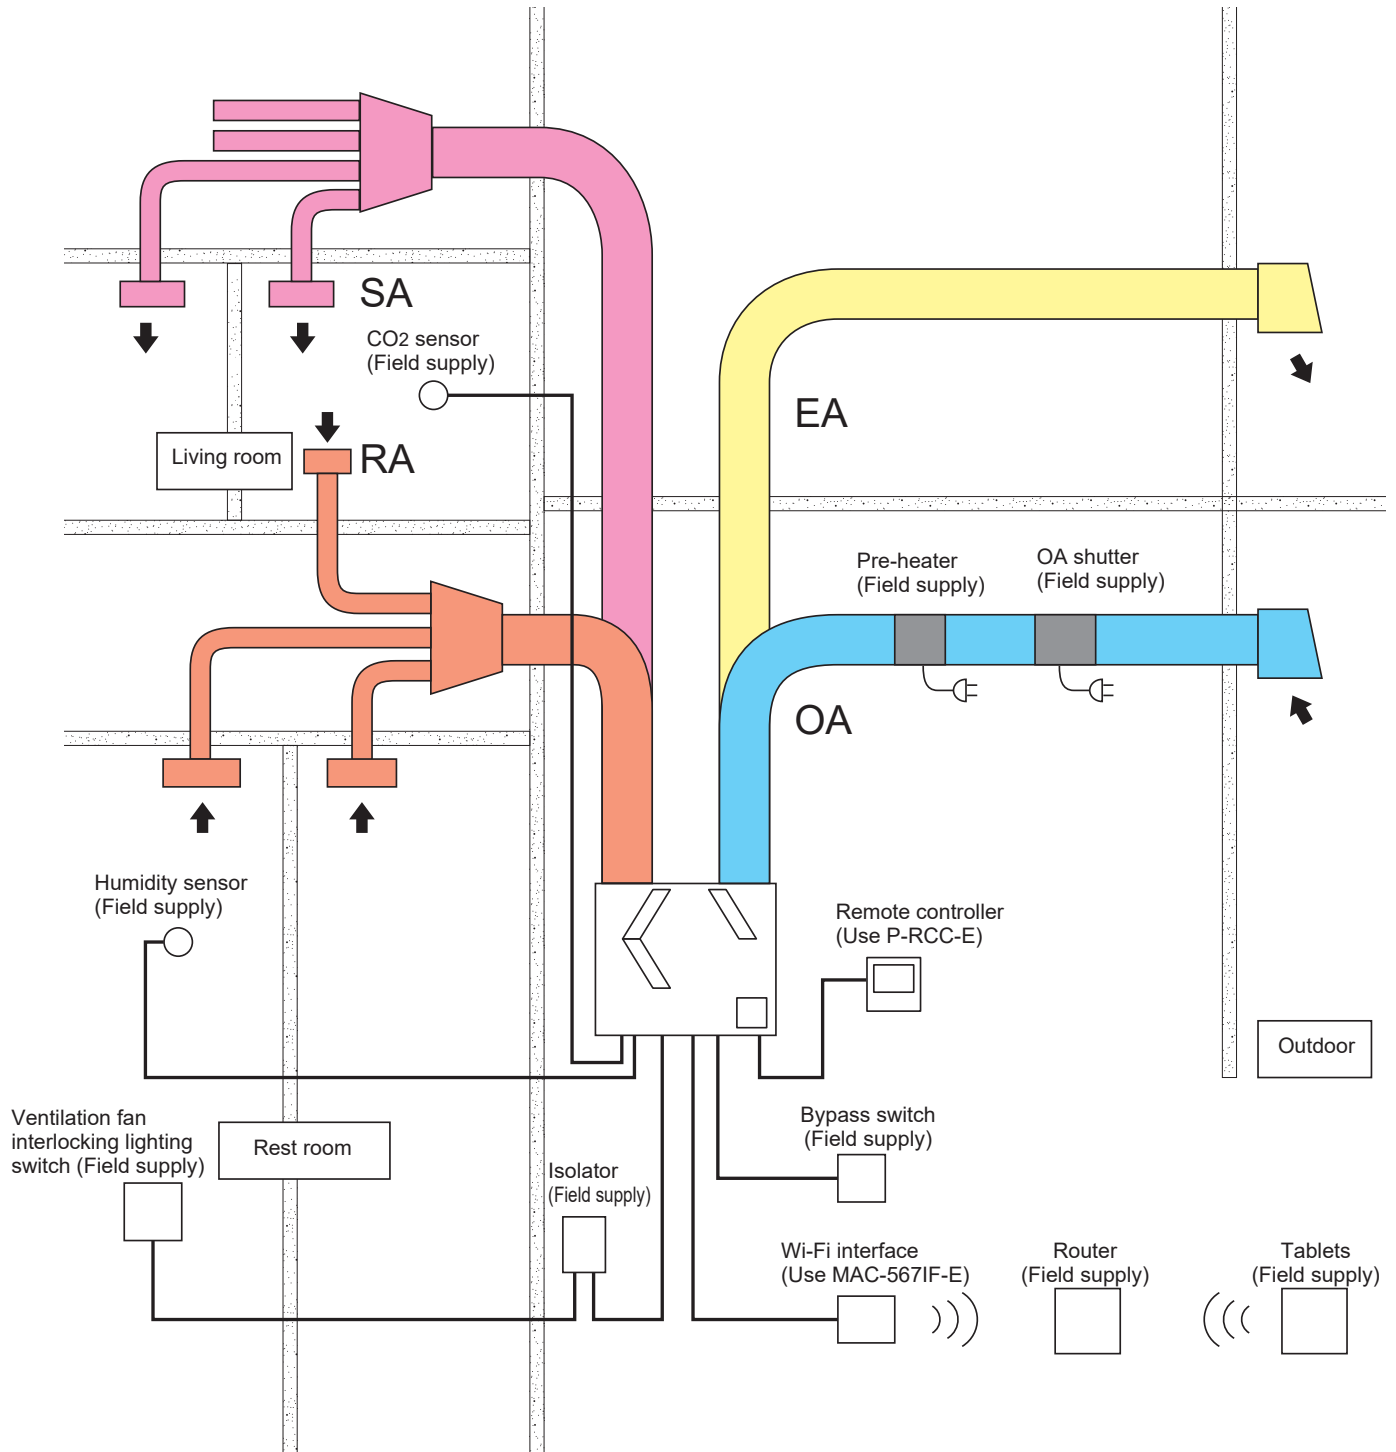 SA
CO2 sensor
(Field supply)
EA
Living room
RA
Pre-heater
(Field supply)
OA shutter
(Field supply)
OA
Humidity sensor
(Field supply)
Remote controller
(Use P-RCC-E)
Outdoor
Ventilation fan
interlocking lighting
switch (Field supply)
Rest room
Bypass switch
(Field supply)
Isolator
(Field supply)
Wi-Fi interface
(Use MAC-567IF-E)
Router
(Field supply)
Tablets
(Field supply)